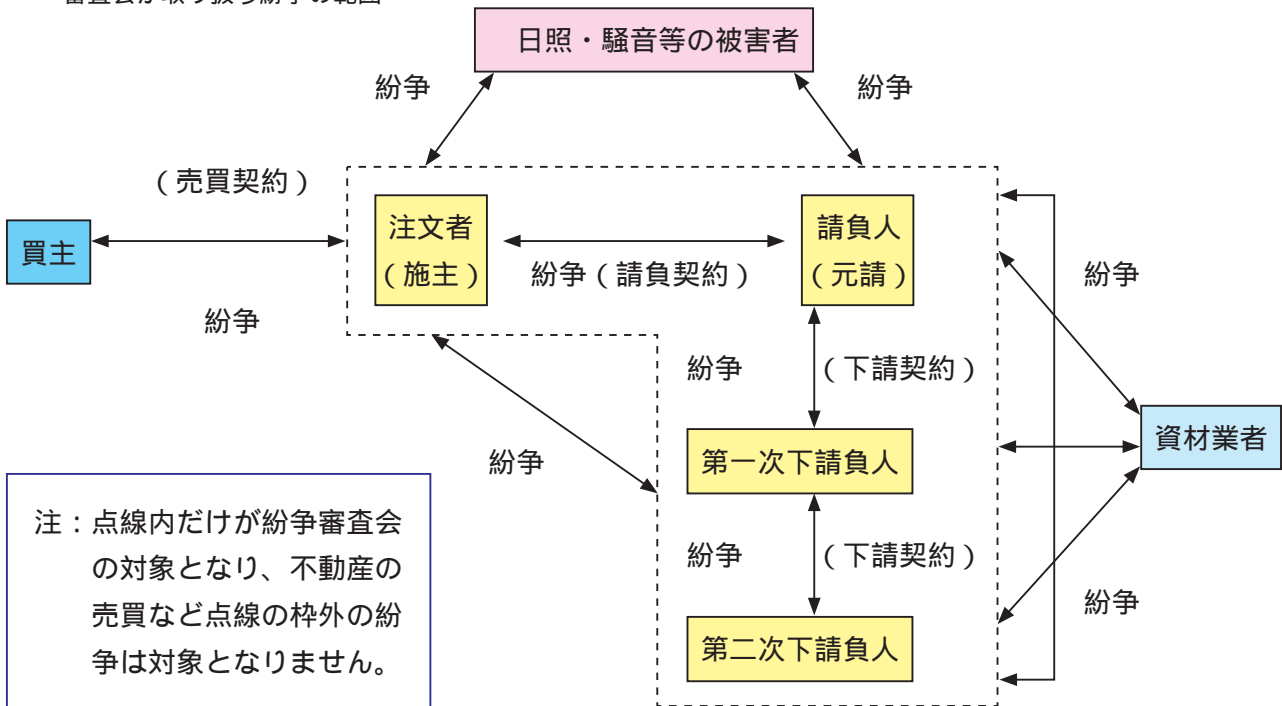 日照・騒音等の被害者
紛争
紛争
（売買契約）
買主
紛争
注文者
（施主）
紛争（請負契約）
請負人
（元請）
紛争
紛争
（下請契約）
第一次下請負人
紛争
資材業者
紛争
（下請契約）
第二次下請負人
紛争
注：点線内だけが紛争審査会
の対象となり、不動産の
売買など点線の枠外の紛
争は対象となりません。